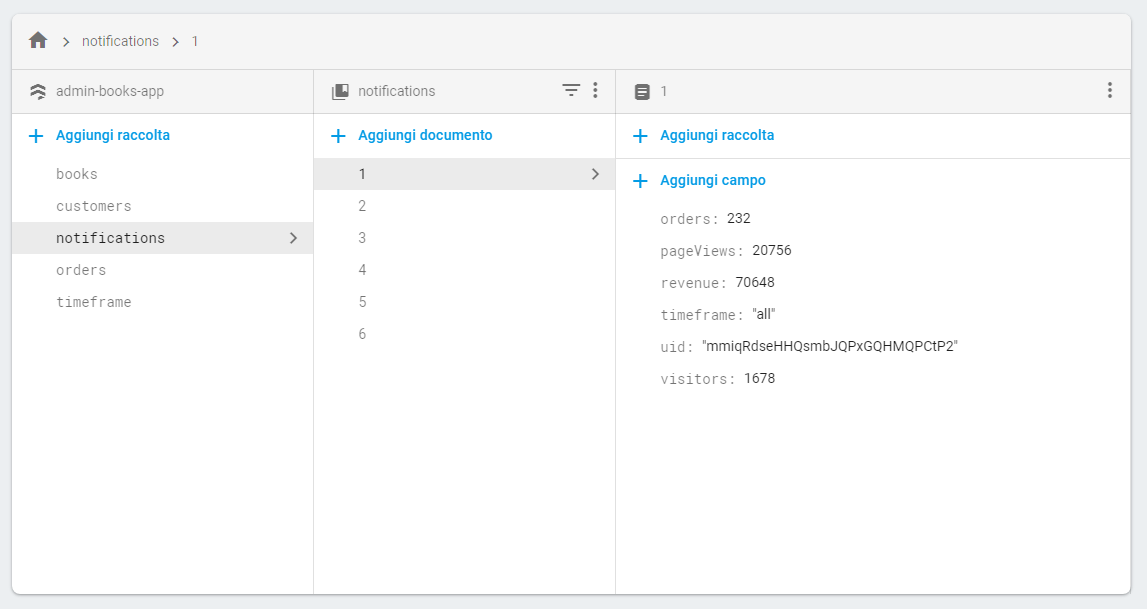 notifications 1
admin-books-app
Aggiungi raccolta
books
customers
notifications
orders
timeframe
notifications
Aggiungi documento
1
2
3
4
5
6
1
Aggiungi raccolta
Aggiungi campo
orders: 232
pageViews: 20756
revenue: 70648
timeframe: "all"
uid: "mmiqRdseHHQsmbJQPxGQHMQPCtP2"
visitors: 1678